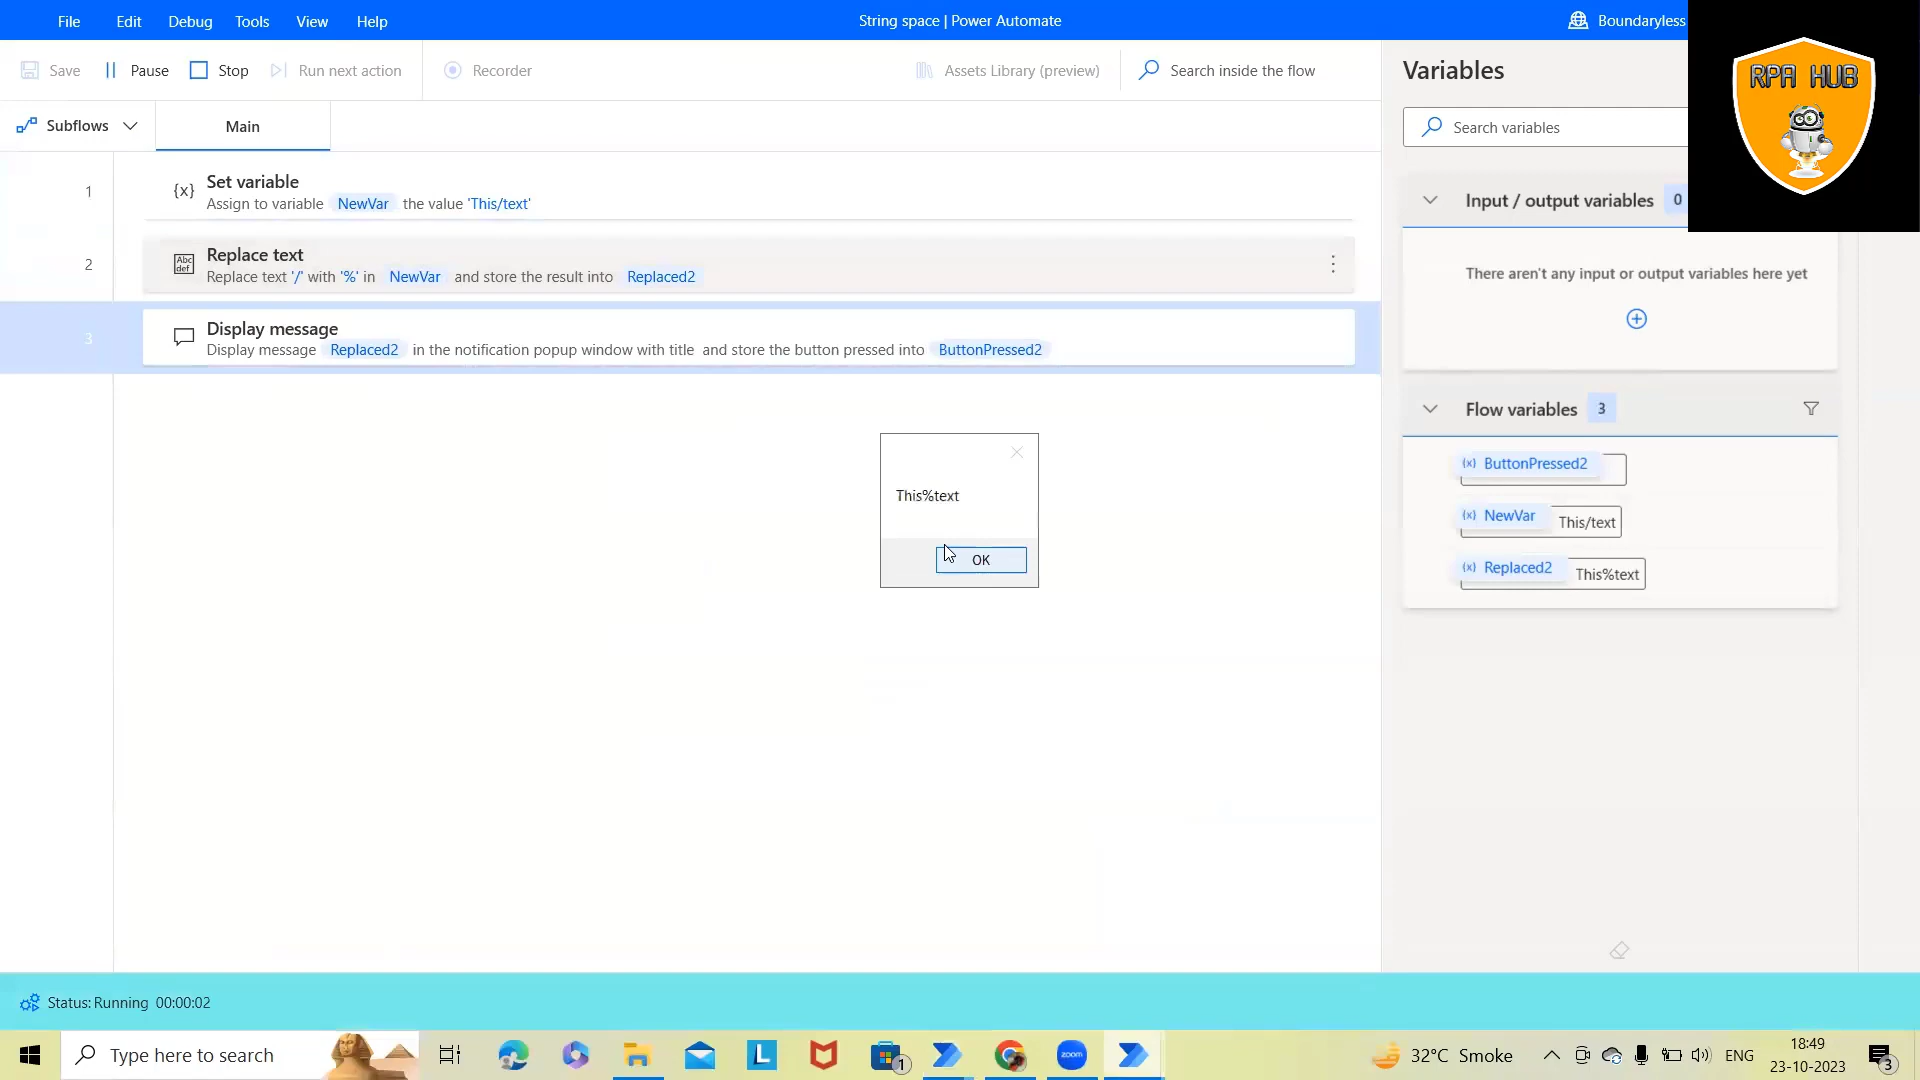 File Edit Debug Tools View Help String space | Power Automate Boundaryless
Save Pause Stop Run next action Recorder Assets Library (preview) Search inside the flow
Variables
RPA HUB
Subflows Main
Search variables
1 {x} Set variable
Assign to variable NewVar the value 'This/text'
Input / output variables 0
2 Abc def Replace text
Replace text '/' with '%' in NewVar and store the result into Replaced2
There aren't any input or output variables here yet
3 Display message
Display message Replaced2 in the notification popup window with title and store the button pressed into ButtonPressed2
Flow variables 3
{x} ButtonPressed2
This%text
{x} NewVar This/text
OK
{x} Replaced2 This%text
Status: Running 00:00:02
Type here to search
L
1
zoom
32°C Smoke
ENG
18:49
23-10-2023
3